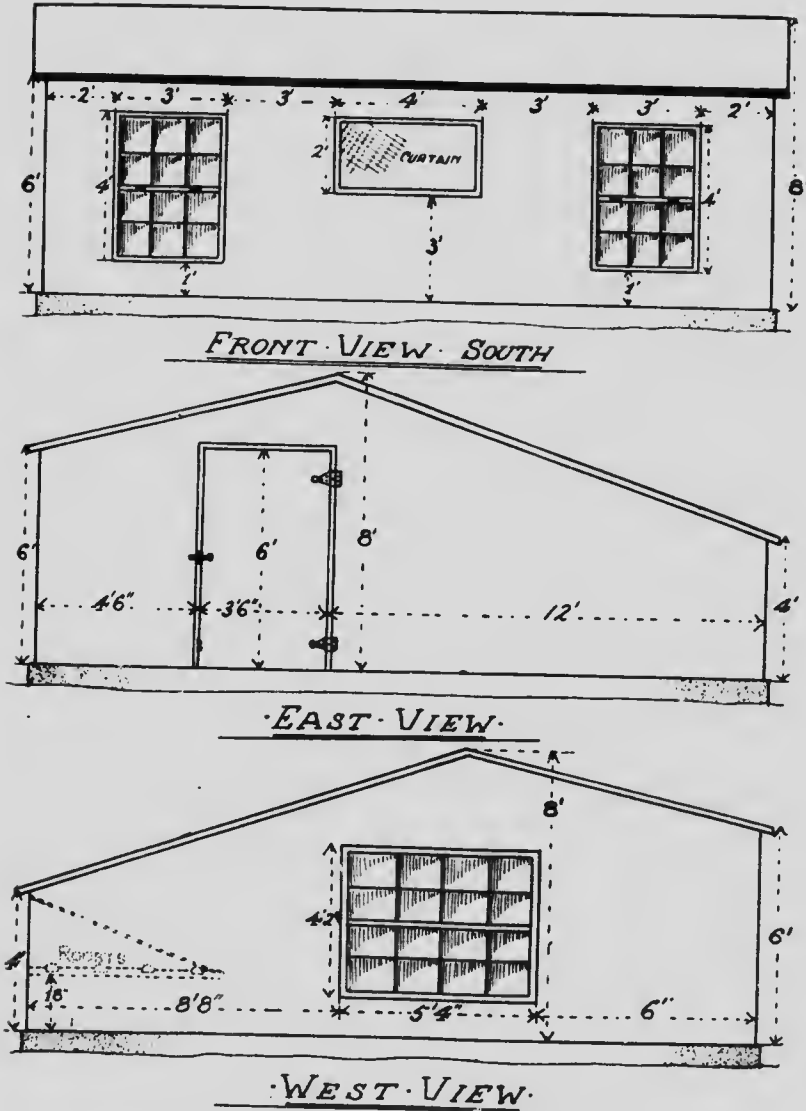 2' 3' 3' 4' 3' 3' 2'
6' 4' 2' CURTAIN 4' 8
3'
1' 1'
FRONT · VIEW · SOUTH
6' 6' 8'
4'6" 3'6" 12' 4'
·EAST · VIEW·
8'
4'2" 6'
4' ROOSTS
18"
8'8" 5'4" 6"
·WEST · VIEW·